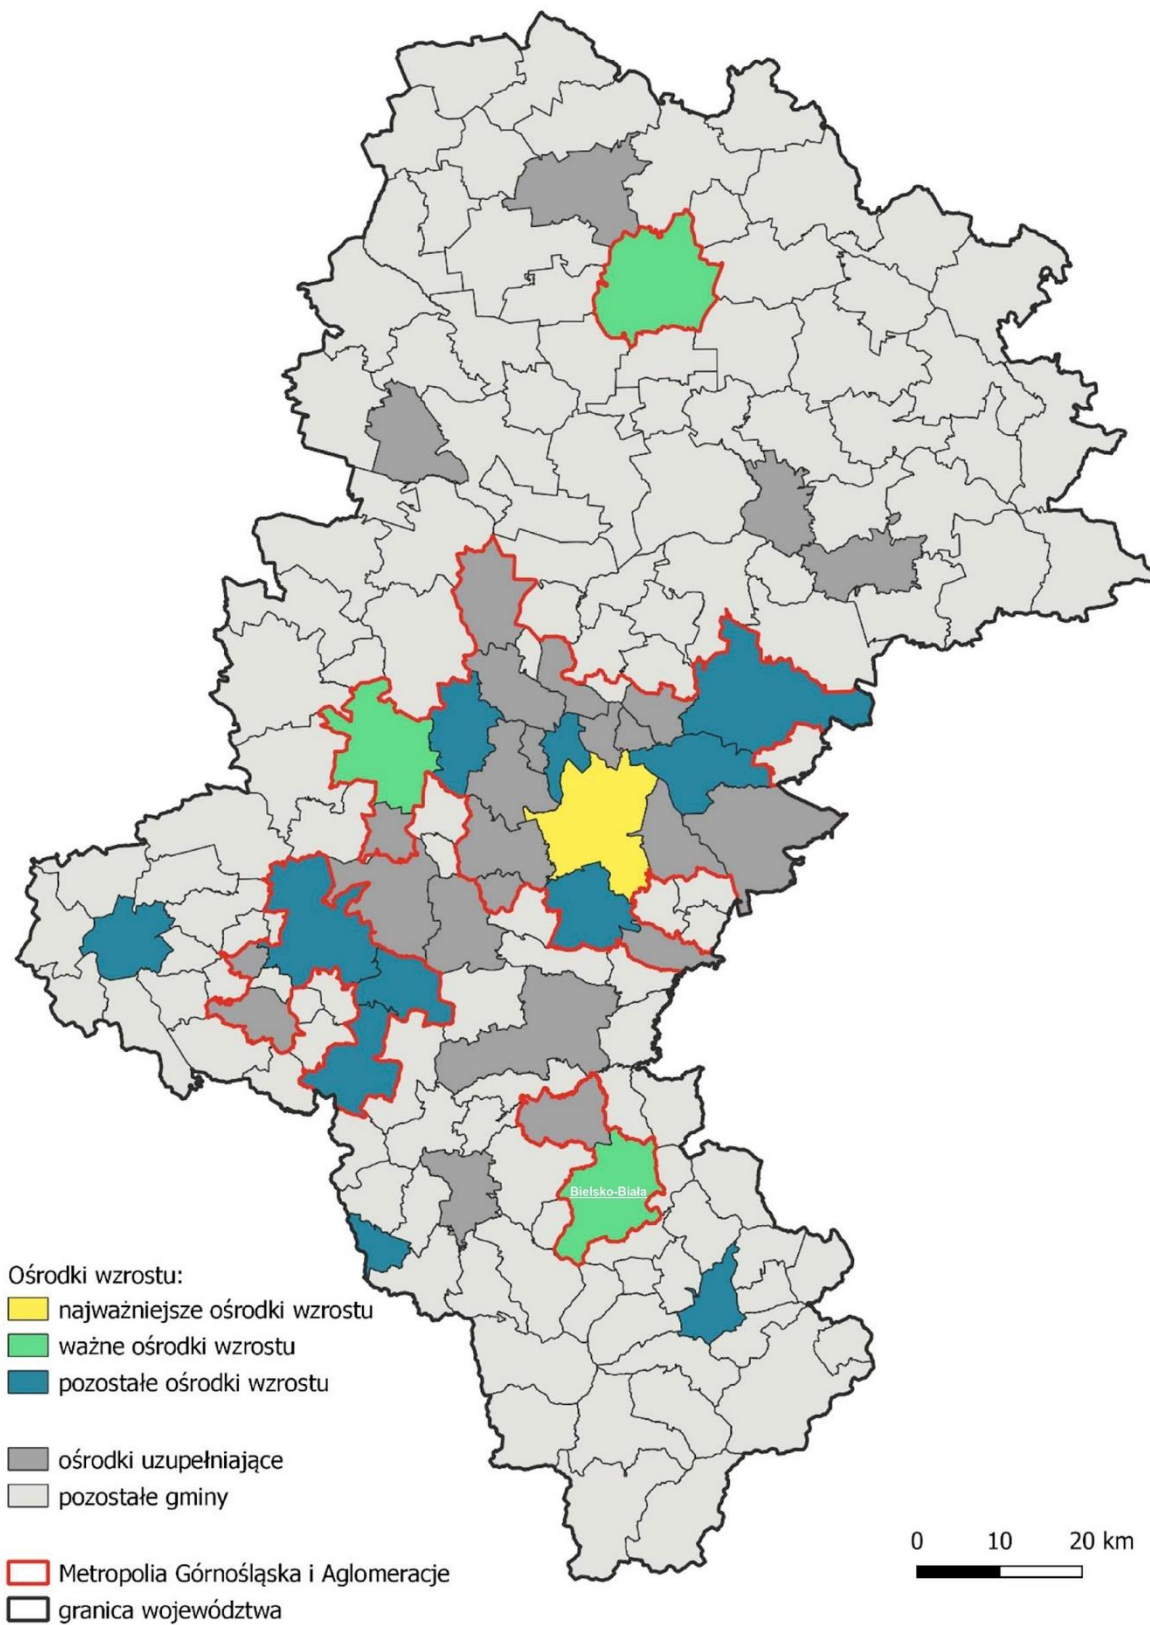 Bielsko-Biała
Ośrodki wzrostu:
najważniejsze ośrodki wzrostu
ważne ośrodki wzrostu
pozostałe ośrodki wzrostu
ośrodki uzupełniające
pozostałe gminy
0 10 20 km
Metropolia Górnośląska i Aglomeracje
granica województwa